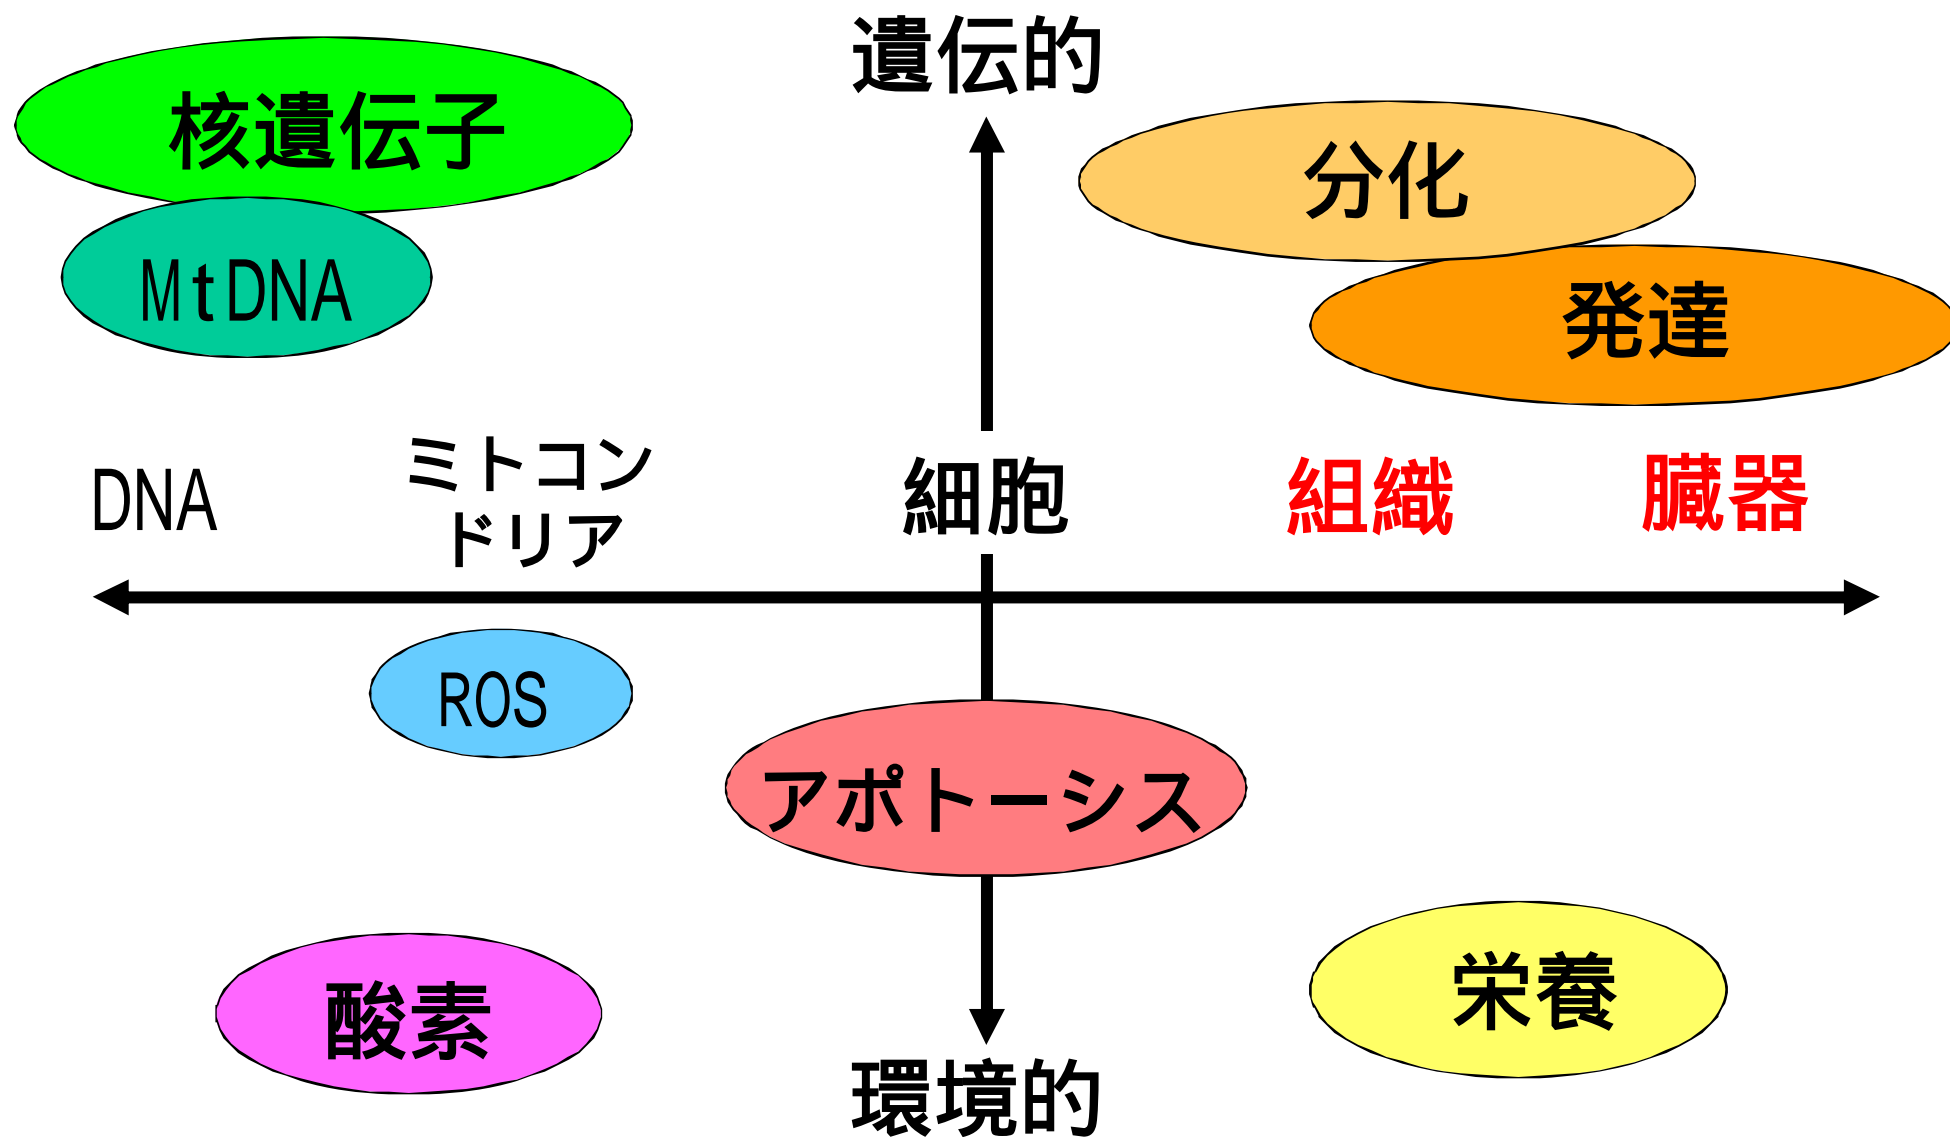 遺伝的
核遺伝子
分化
MtDNA
発達
DNA
ミトコン
ドリア
細胞
組織
臓器
ROS
アポトーシス
酸素
栄養
環境的